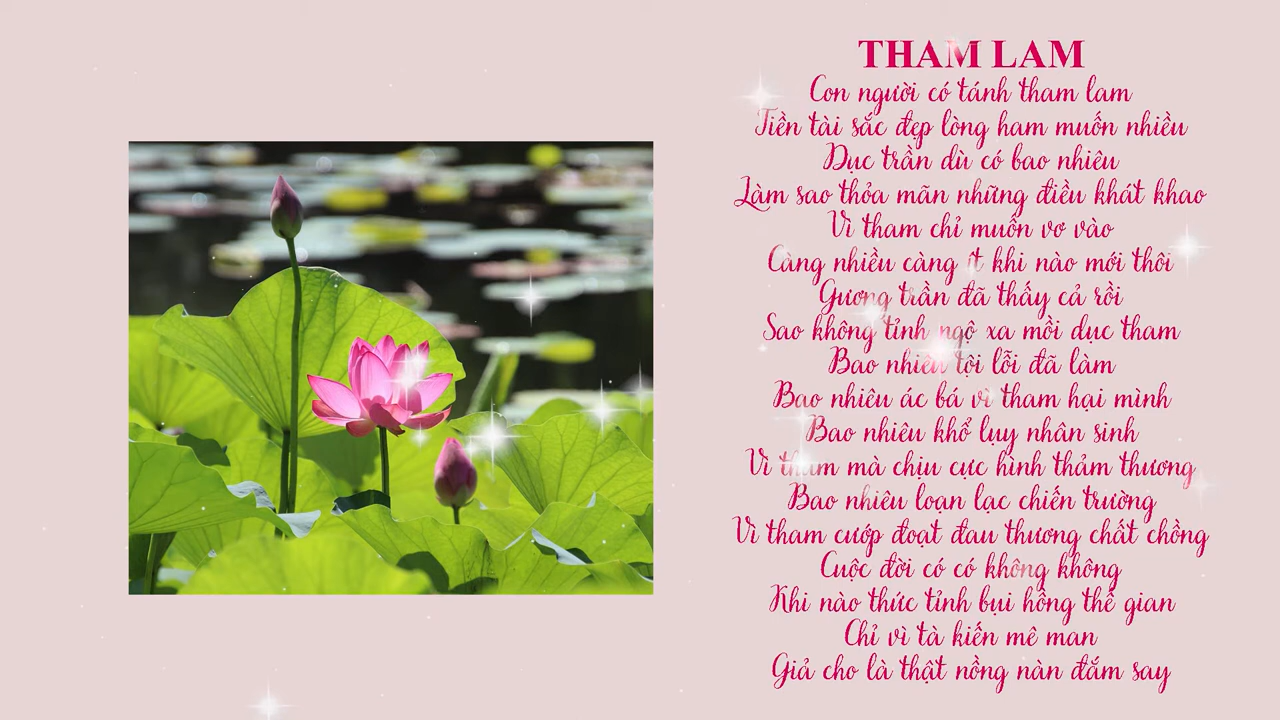 THAM LAM
Con người có tánh tham lam
Tiền tài sắc đẹp lòng ham muốn nhiều
Dục trần dù có bao nhiêu
Làm sao thỏa mãn những điều khát khao
Vì tham chỉ muốn vơ vào
Càng nhiều càng ít khi nào mới thôi
Gương trần đã thấy cả rồi
Sao không tỉnh ngộ xa mồi dục tham
Bao nhiêu tội lỗi đã làm
Bao nhiêu ác bá vì tham hại mình
Bao nhiêu khổ lụy nhân sinh
Vì tham mà chịu cực hình thảm thương
Bao nhiêu loạn lạc chiến trường
Vì tham cướp đoạt đau thương chất chồng
Cuộc đời có có không không
Khi nào thức tỉnh bụi hồng thế gian
Chỉ vì tà kiến mê man
Giả cho là thật nồng nàn đắm say